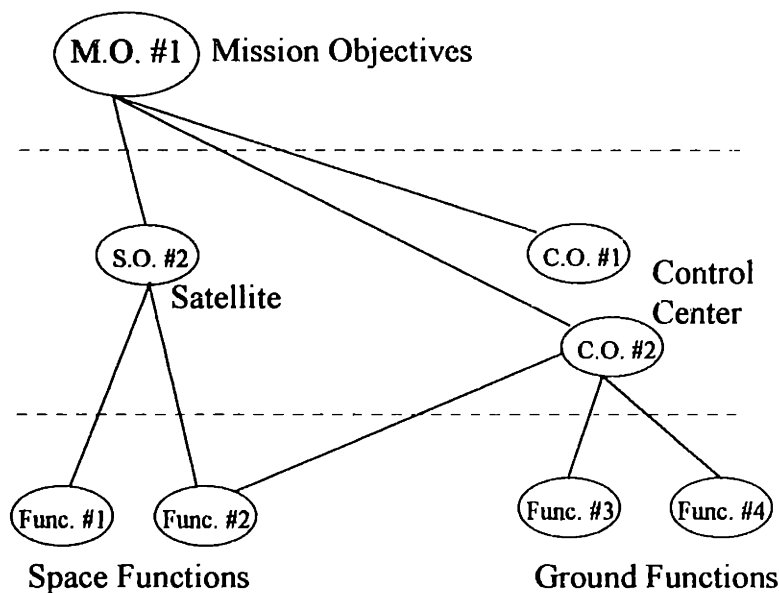 M.O. #1 Mission Objectives
S.O. #2
Satellite
C.O. #1
Control
Center
C.O. #2
Func. #1
Func. #2
Func. #3
Func. #4
Space Functions
Ground Functions